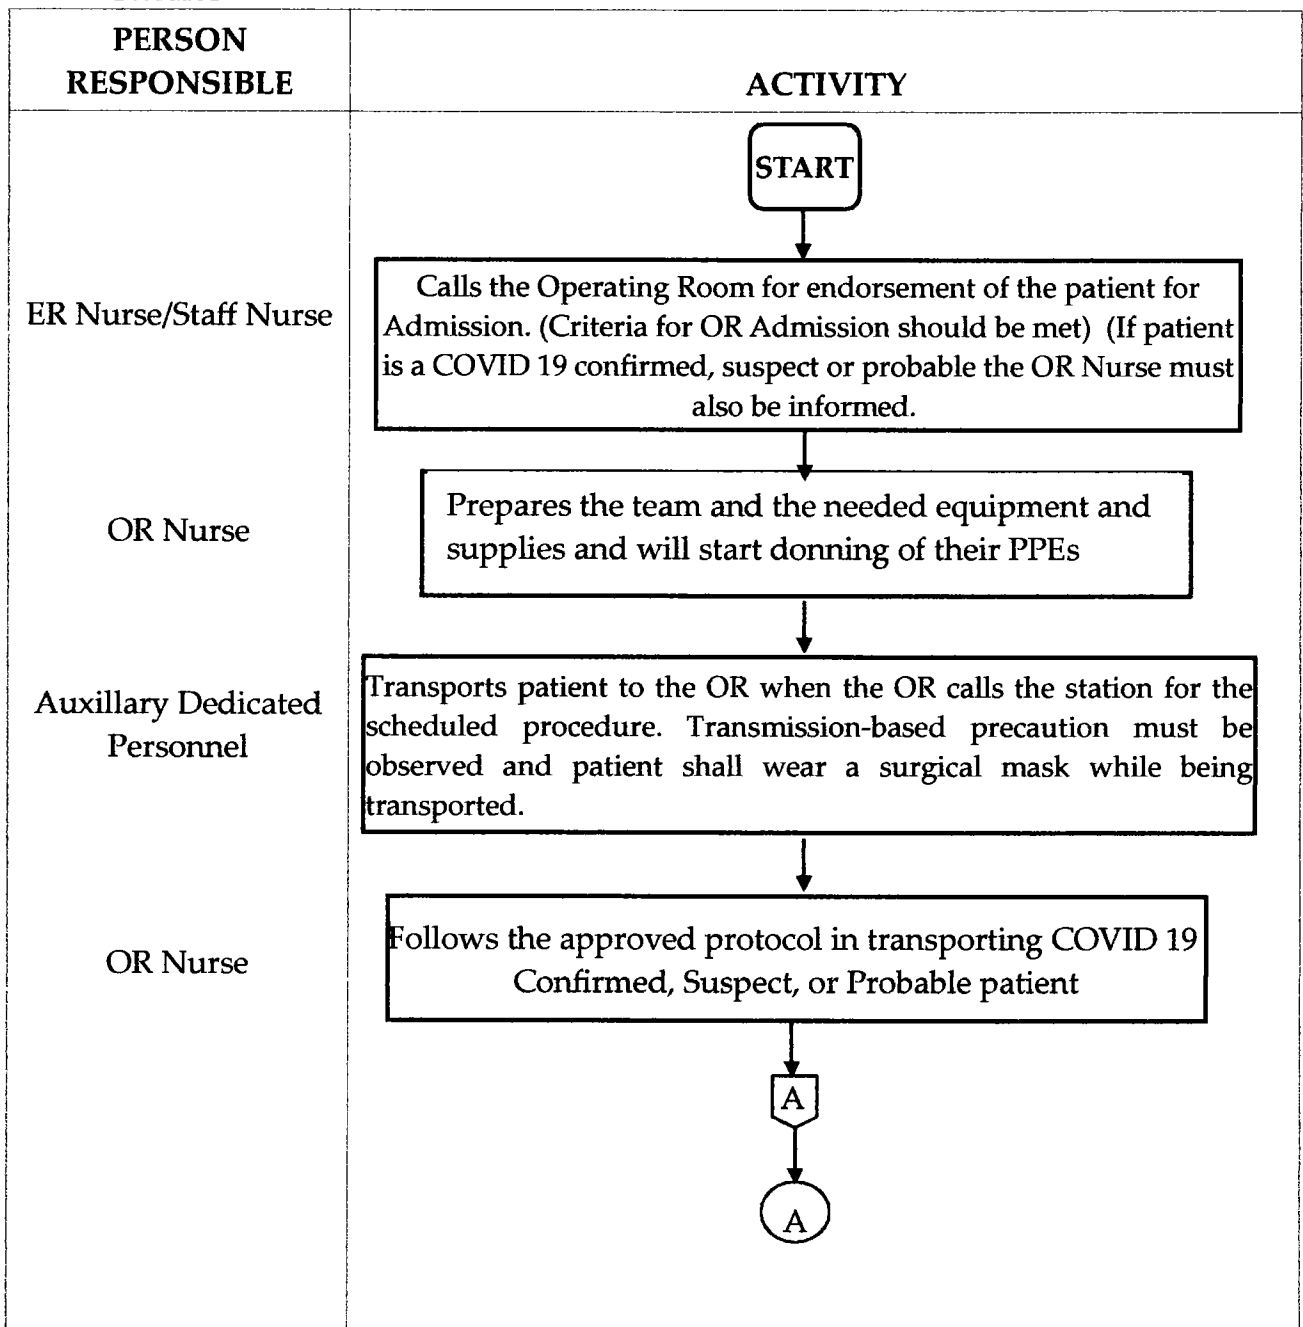 PERSON
RESPONSIBLE
ACTIVITY
START
ER Nurse/Staff Nurse
Calls the Operating Room for endorsement of the patient for
Admission. (Criteria for OR Admission should be met) (If patient
is a COVID 19 confirmed, suspect or probable the OR Nurse must
also be informed.
OR Nurse
Prepares the team and the needed equipment and
supplies and will start donning of their PPEs
Auxillary Dedicated
Personnel
Transports patient to the OR when the OR calls the station for the
scheduled procedure. Transmission-based precaution must be
observed and patient shall wear a surgical mask while being
transported.
OR Nurse
Follows the approved protocol in transporting COVID 19
Confirmed, Suspect, or Probable patient
A
A